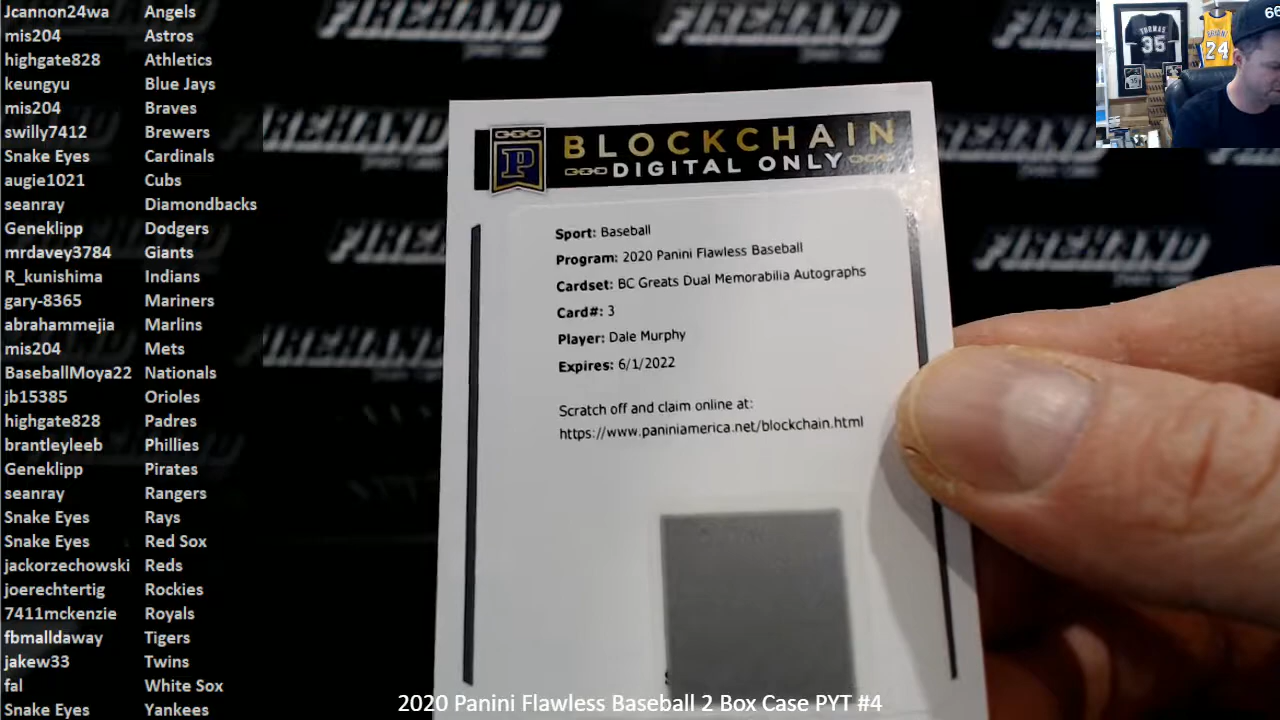 Jcannon24wa Angels
mis204 Astros
highgate828 Athletics
keungyu Blue Jays
mis204 Braves
swilly7412 Brewers
Snake Eyes Cardinals
augie1021 Cubs
seanray Diamondbacks
Geneklipp Dodgers
mrdavey3784 Giants
R_kunishima Indians
gary-8365 Mariners
abrahammejia Marlins
mis204 Mets
BaseballMoya22 Nationals
jb15385 Orioles
highgate828 Padres
brantleyleeb Phillies
Geneklipp Pirates
seanray Rangers
Snake Eyes Rays
Snake Eyes Red Sox
jackorzechowski Reds
joerechtertig Rockies
7411mckenzie Royals
fbmalldaway Tigers
jakew33 Twins
fal White Sox
Snake Eyes Yankees
FIREHAND
FIREHAND
FIREHAND
FIREHAND
FIREHAND
P
BLOCKCHAIN
DIGITAL ONLY
Sport: Baseball
Program: 2020 Panini Flawless Baseball
Cardset: BC Greats Dual Memorabilia Autographs
Card#: 3
Player: Dale Murphy
Expires: 6/1/2022
Scratch off and claim online at:
https://www.paniniamerica.net/blockchain.html
THOMAS
35
24
66
2020 Panini Flawless Baseball 2 Box Case PYT #4